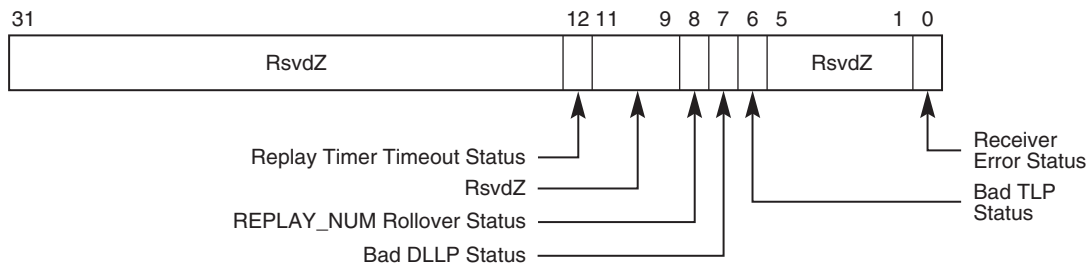 31 12 11 9 8 7 6 5 1 0
RsvdZ RsvdZ
Replay Timer Timeout Status
RsvdZ
REPLAY_NUM Rollover Status
Bad DLLP Status
Receiver
Error Status
Bad TLP
Status